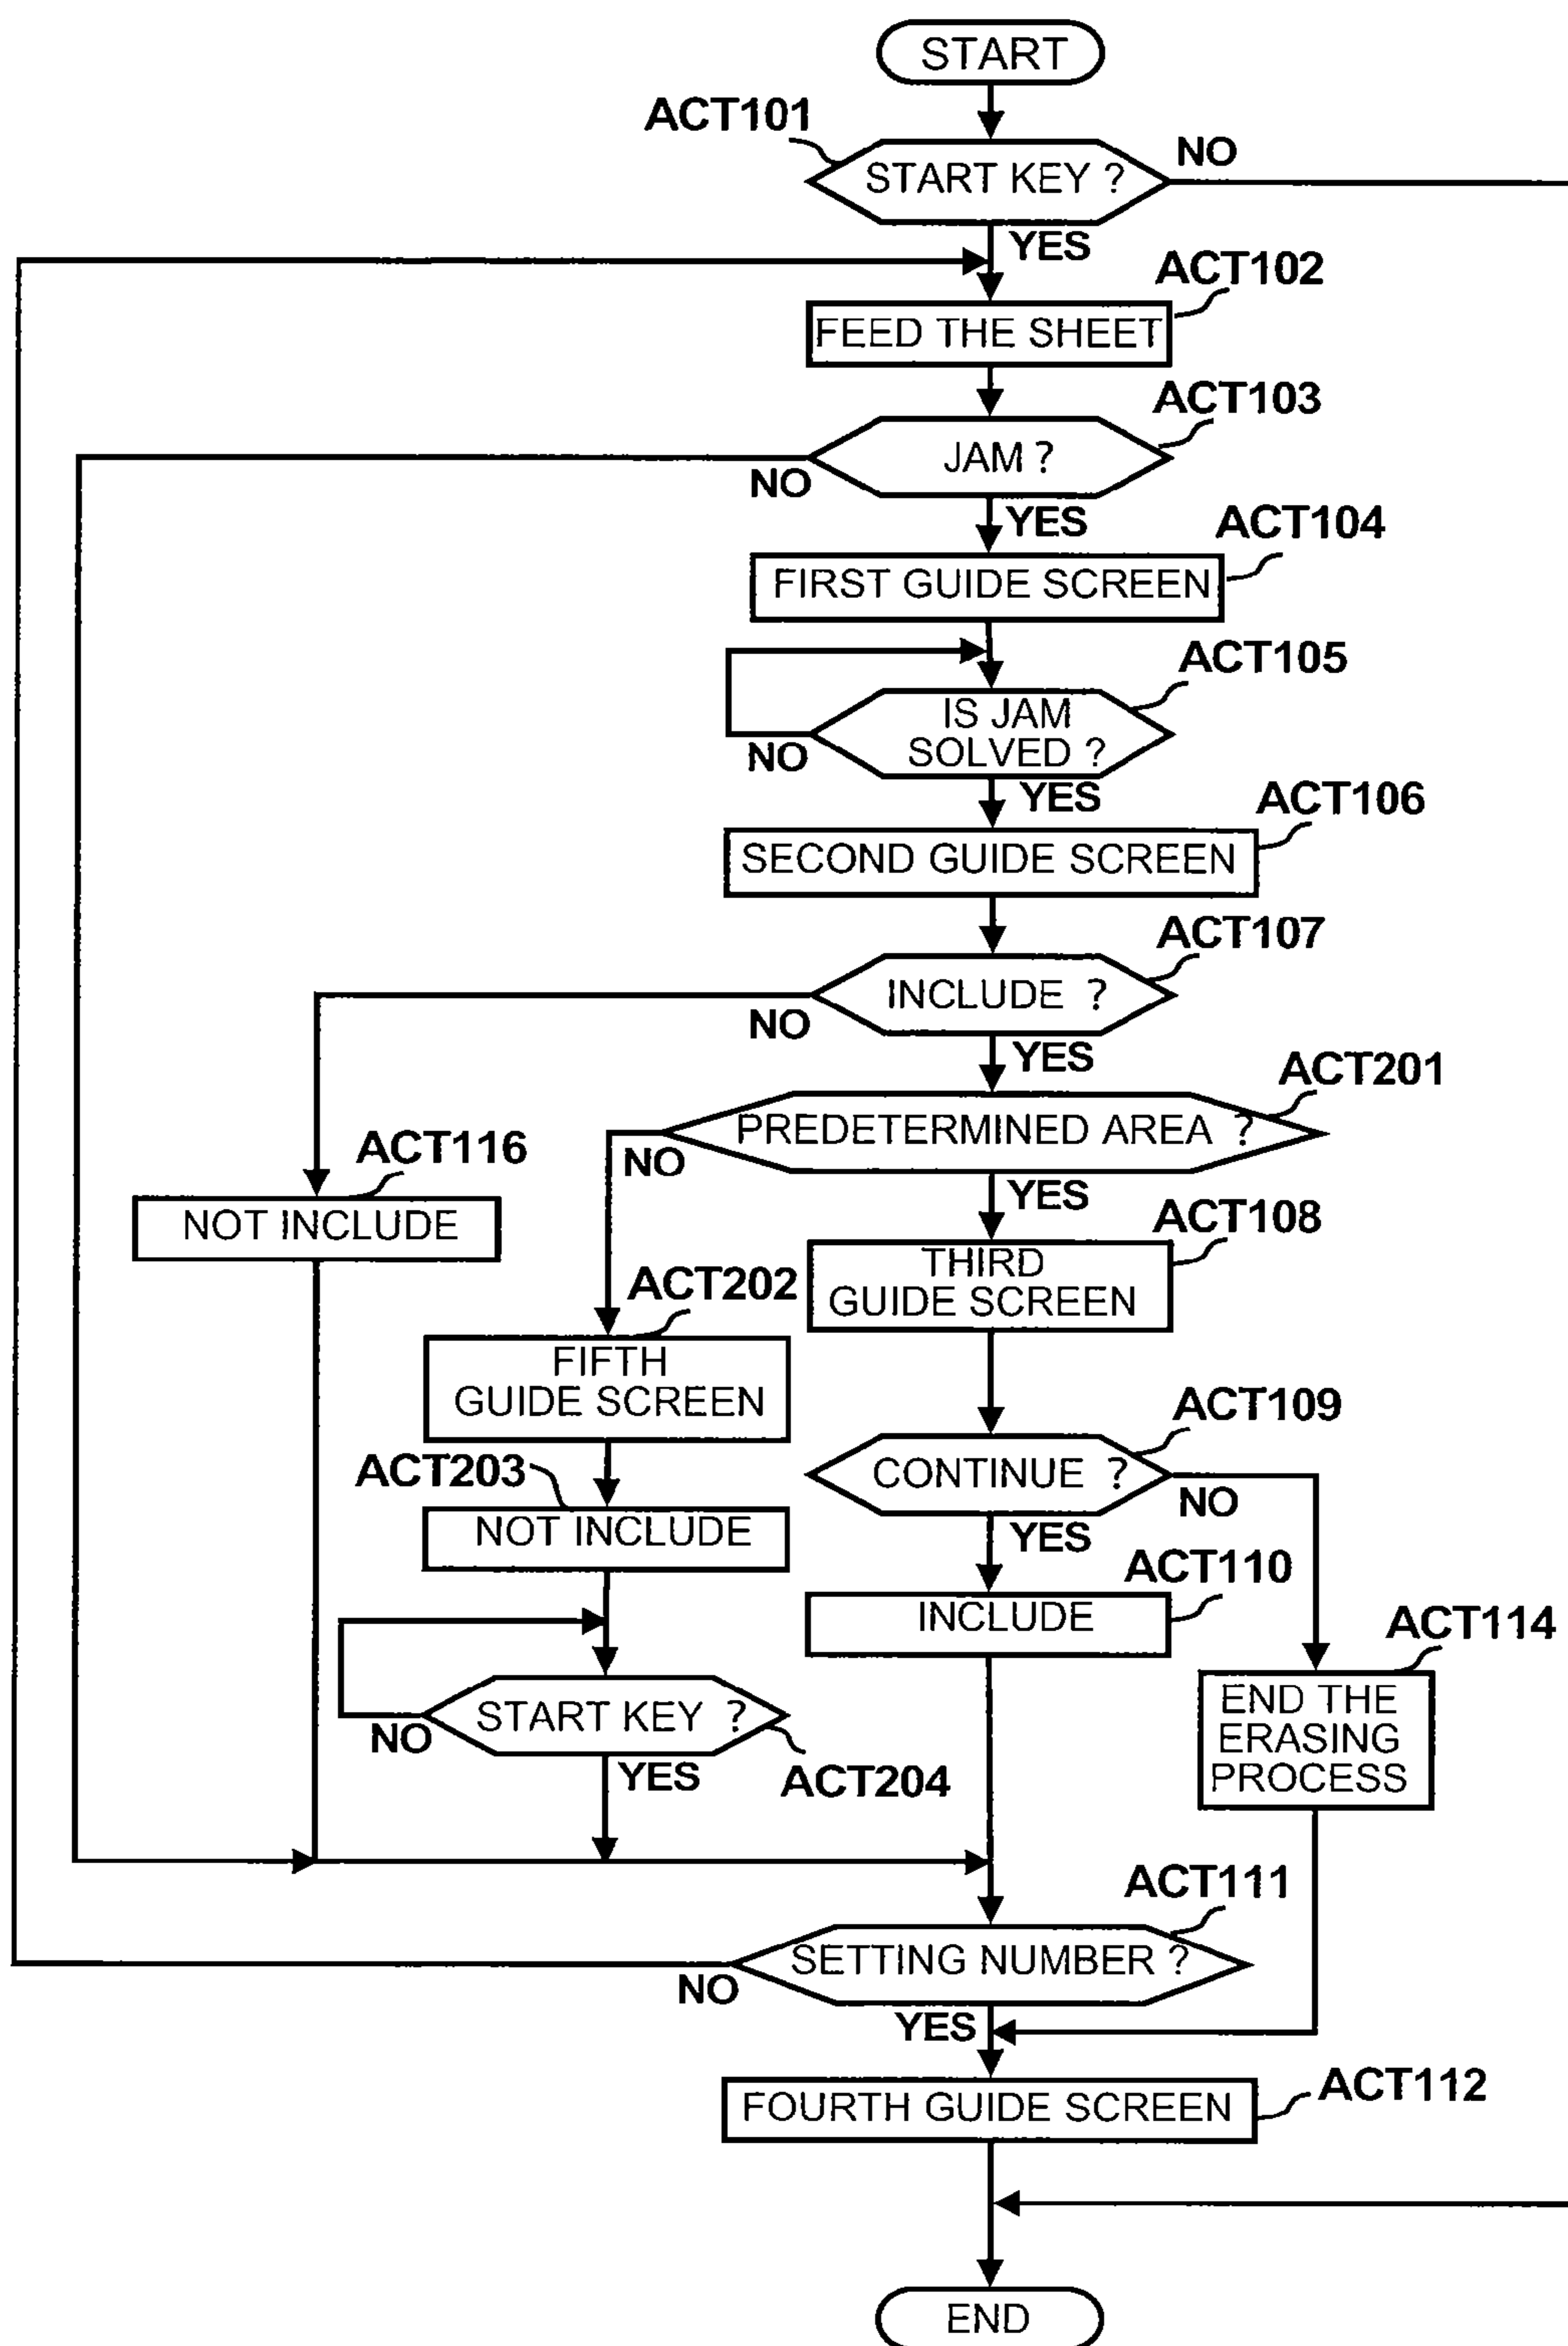 START
ACT101
START KEY ?
NO
YES
ACT102
FEED THE SHEET
ACT103
JAM ?
NO
YES
ACT104
FIRST GUIDE SCREEN
ACT105
IS JAM
SOLVED ?
NO
YES
ACT106
SECOND GUIDE SCREEN
ACT107
INCLUDE ?
NO
YES
ACT201
PREDETERMINED AREA ?
NO
YES
ACT116
NOT INCLUDE
ACT108
THIRD
GUIDE SCREEN
ACT202
FIFTH
GUIDE SCREEN
ACT109
CONTINUE ?
NO
YES
ACT203
NOT INCLUDE
ACT110
INCLUDE
ACT114
END THE
ERASING
PROCESS
START KEY ?
NO
YES
ACT204
ACT111
SETTING NUMBER ?
NO
YES
ACT112
FOURTH GUIDE SCREEN
END